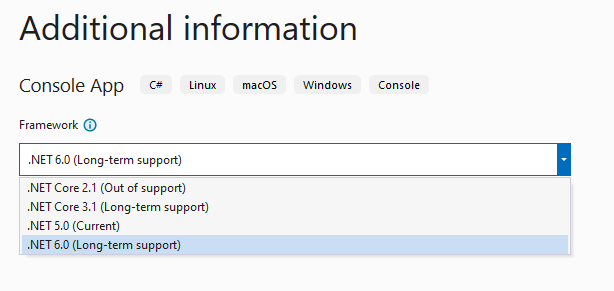 Additional information
Console App C# Linux macOS Windows Console
Framework
.NET 6.0 (Long-term support)
.NET Core 2.1 (Out of support)
.NET Core 3.1 (Long-term support)
.NET 5.0 (Current)
.NET 6.0 (Long-term support)